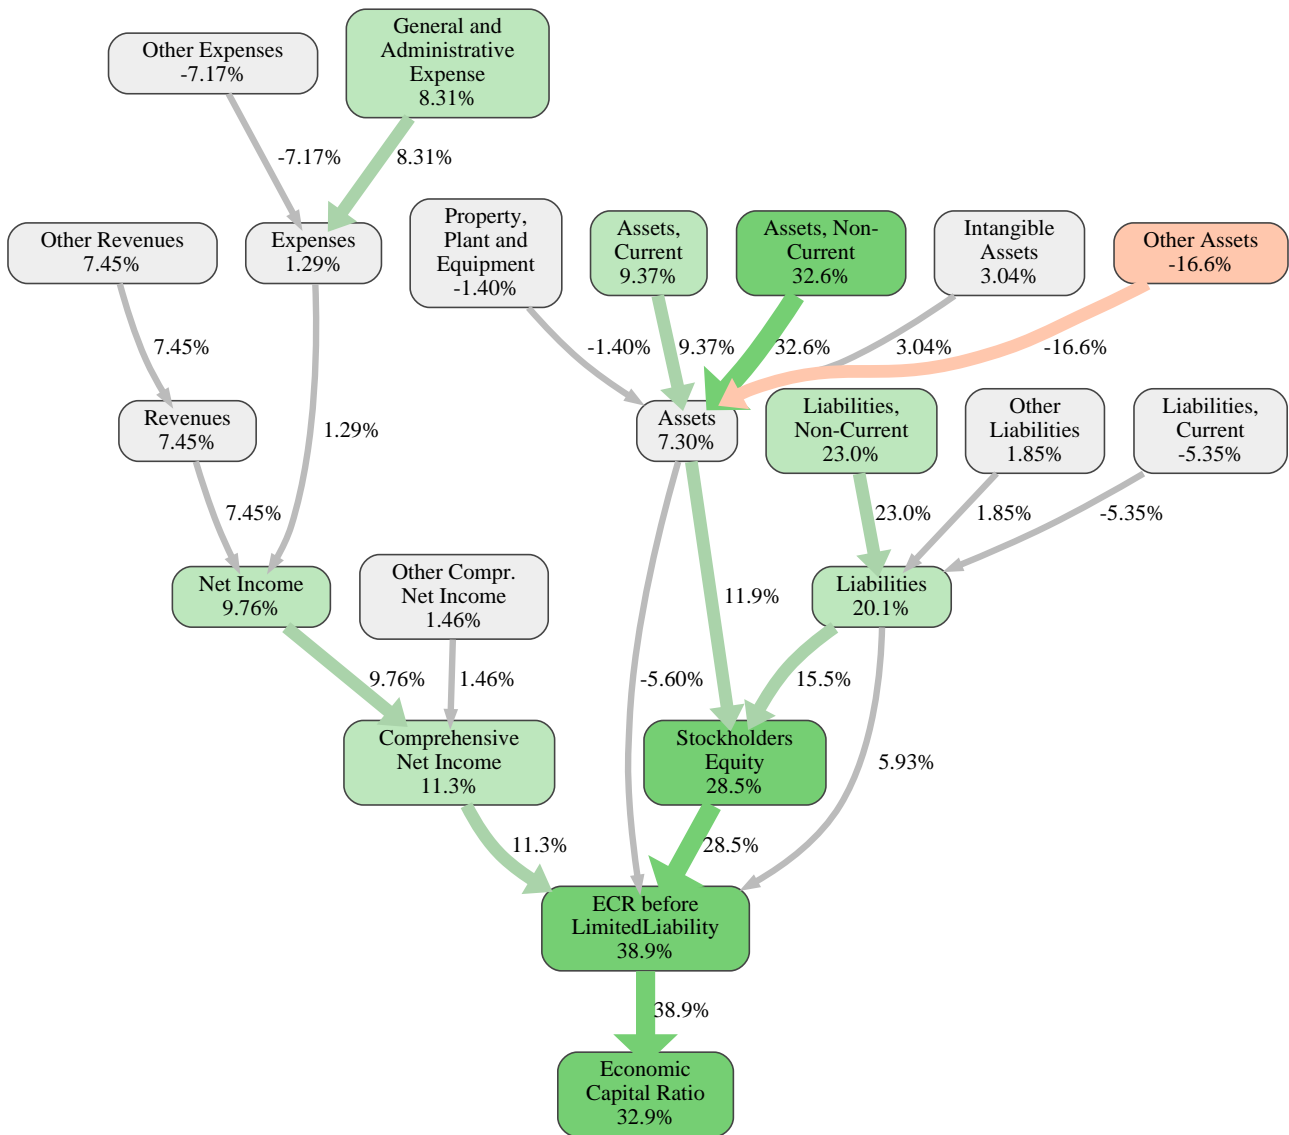 General and
Administrative
Expense
8.31%
Other Expenses
-7.17%
-7.17%
8.31%
Other Revenues
7.45%
Expenses
1.29%
Property,
Plant and
Equipment
-1.40%
Assets,
Current
9.37%
Assets, Non-
Current
32.6%
Intangible
Assets
3.04%
Other Assets
-16.6%
7.45%
-1.40%
9.37%
32.6%
3.04%
-16.6%
Revenues
7.45%
1.29%
Assets
7.30%
Liabilities,
Non-Current
23.0%
Other
Liabilities
1.85%
Liabilities,
Current
-5.35%
7.45%
23.0%
1.85%
-5.35%
Net Income
9.76%
Other Compr.
Net Income
1.46%
11.9%
Liabilities
20.1%
9.76%
1.46%
-5.60%
15.5%
Comprehensive
Net Income
11.3%
Stockholders
Equity
28.5%
5.93%
11.3%
28.5%
ECR before
LimitedLiability
38.9%
38.9%
Economic
Capital Ratio
32.9%